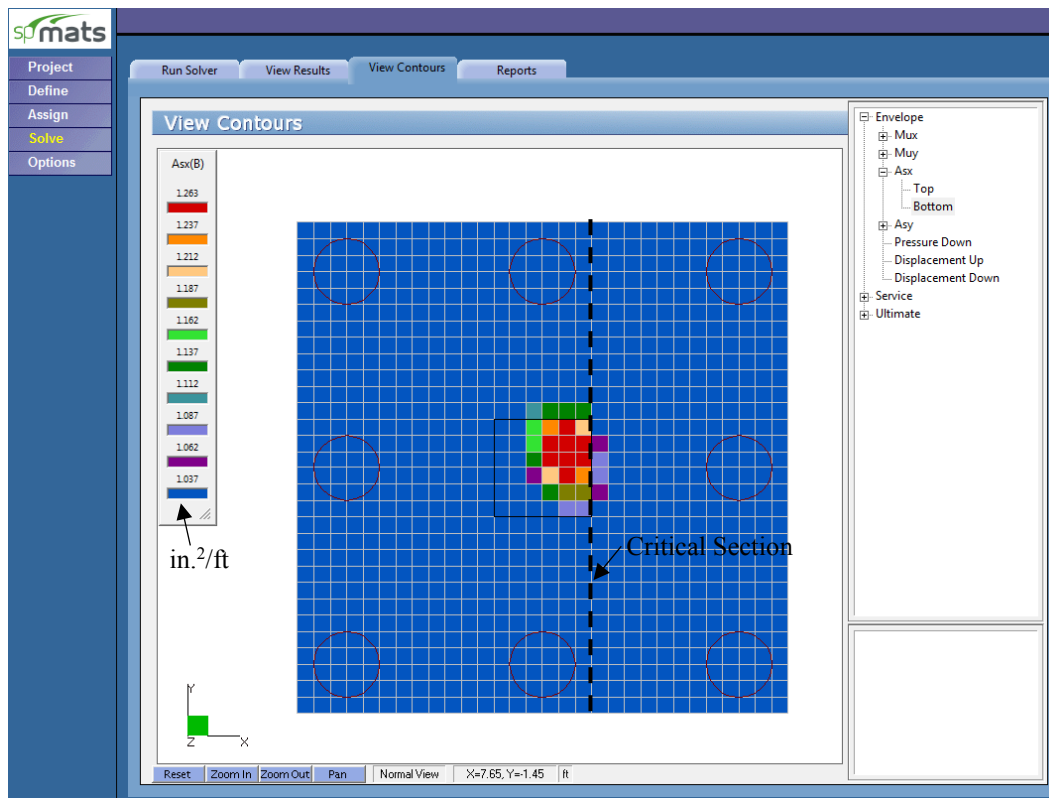 spmats
Project
Define
Assign
Solve
Options
Run Solver View Results View Contours Reports
View Contours
Asx(B)
1.263
1.237
1.212
1.187
1.162
1.137
1.112
1.087
1.062
1.037
in.²/ft
Critical Section
Y
Z X
Reset Zoom In Zoom Out Pan Normal View X=7.65, Y=-1.45 ft
Envelope
Mux
Muy
Asx
Top
Bottom
Asy
Pressure Down
Displacement Up
Displacement Down
Service
Ultimate